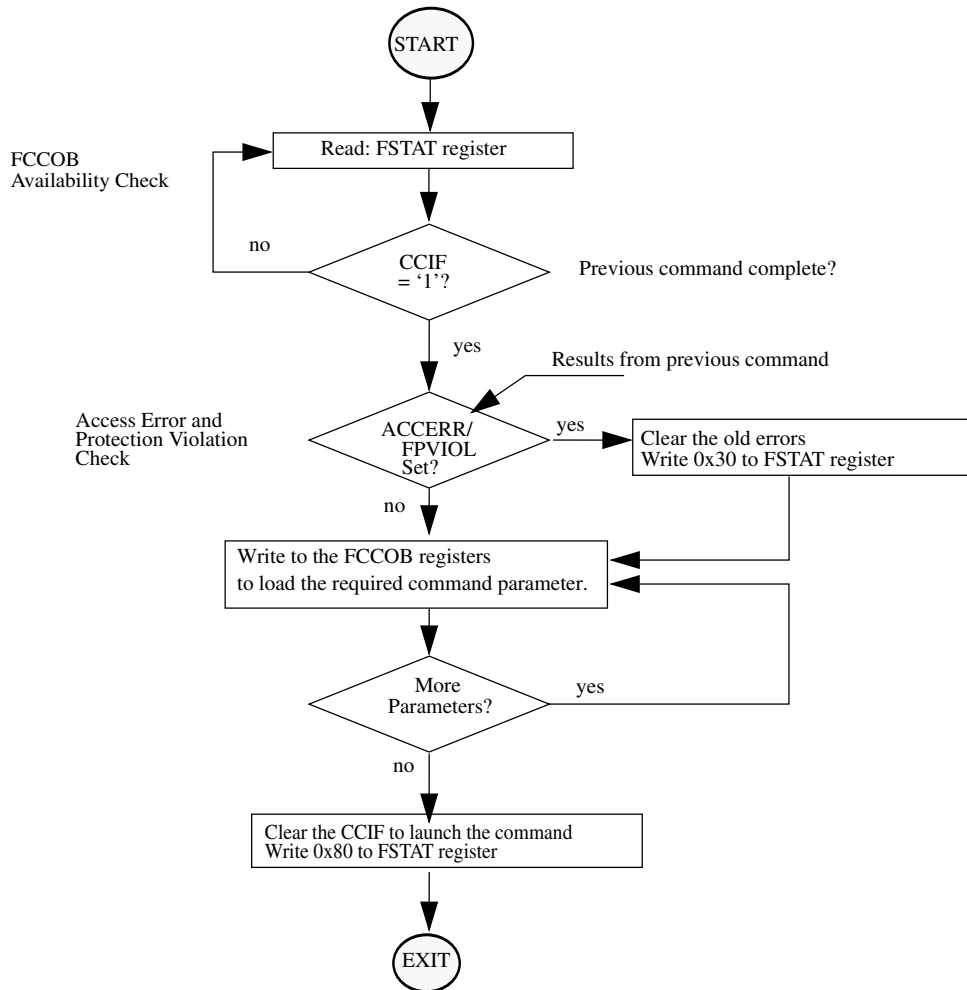 START
Read: FSTAT register
FCCOB
Availability Check
no
CCIF
= ‘1’?
Previous command complete?
yes
Results from previous command
Access Error and
Protection Violation
Check
ACCERR/
FPVIOL
Set?
yes
Clear the old errors
Write 0x30 to FSTAT register
no
Write to the FCCOB registers
to load the required command parameter.
More
Parameters?
yes
no
Clear the CCIF to launch the command
Write 0x80 to FSTAT register
EXIT